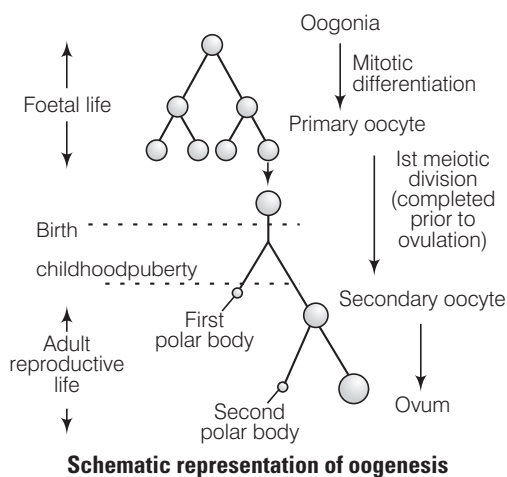 Oogonia
Mitotic
differentiation
Foetal life
Primary oocyte
Ist meiotic
division
(completed
prior to
ovulation)
Birth
childhoodpuberty
Secondary oocyte
First
polar body
Adult
reproductive
life
Second
polar body
Ovum
Schematic representation of oogenesis